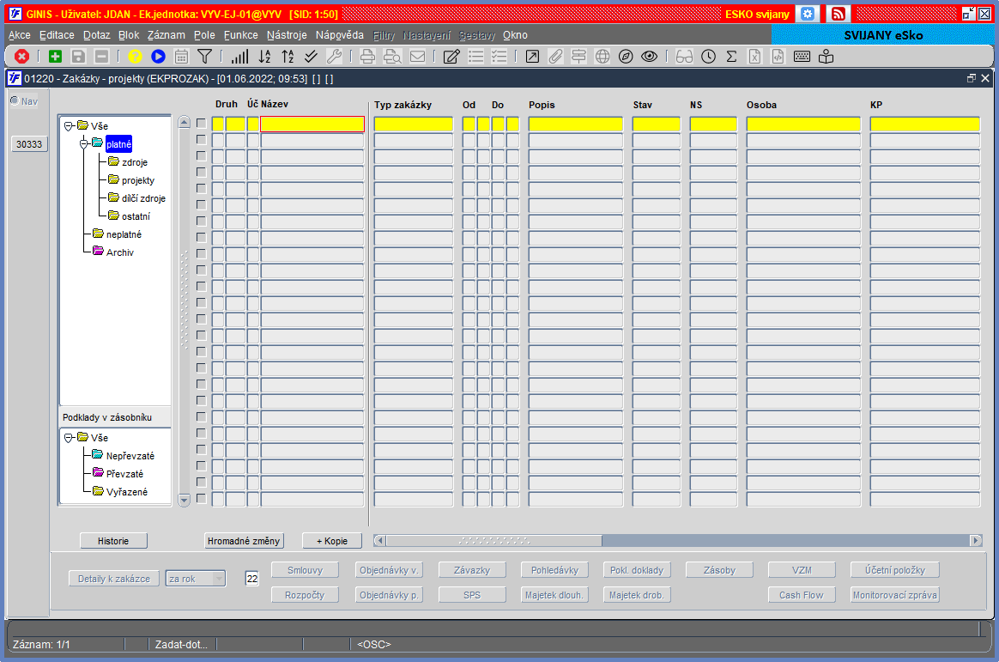 GINIS - Uživatel: JDAN - Ek.jednotka: VYV-EJ-01@VYV [SID: 1:50] ESKO svijany
Akce Editace Dotaz Blok Záznam Pole Funkce Nástroje Nápověda Filtry Nastavení Sestavy Okno SVIJANY eSko
01220 - Zakázky - projekty (EKPROZAK) - [01.06.2022; 09:53] [ ] [ ]
Nav
30333
Vše
platné
zdroje
projekty
dílčí zdroje
ostatní
neplatné
Archiv
Podklady v zásobníku
Vše
Nepřevzaté
Převzaté
Vyřazené
Druh Úč Název Typ zakázky Od Do Popis Stav NS Osoba KP
Historie Hromadné změny + Kopie
Detaily k zakázce za rok 22
Smlouvy Objednávky v. Závazky Pohledávky Pokl. doklady Zásoby VZM Účetní položky
Rozpočty Objednávky p. SPS Majetek dlouh. Majetek drob. Cash Flow Monitorovací zpráva
Záznam: 1/1 Zadat-dot... <OSC>